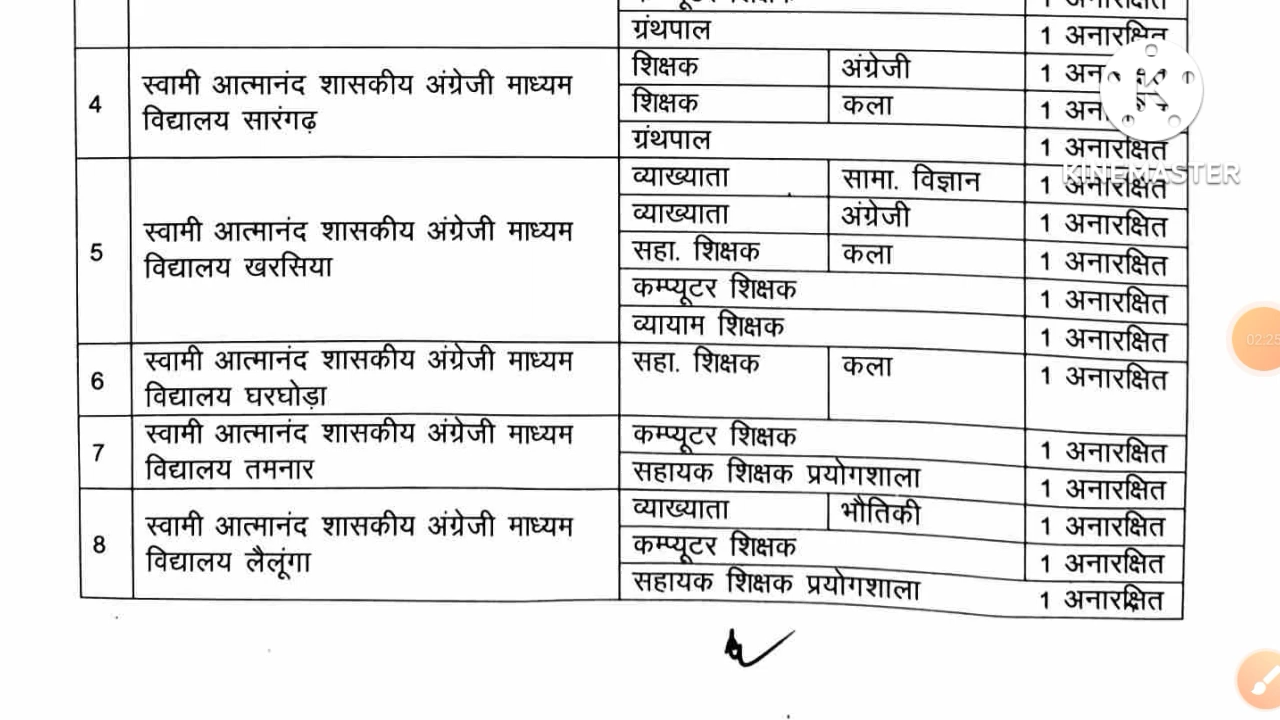 1 अनारक्षित
ग्रंथपाल 1 अनारक्षित
4 स्वामी आत्मानंद शासकीय अंग्रेजी माध्यम विद्यालय सारंगढ़
शिक्षक अंग्रेजी
शिक्षक कला
ग्रंथपाल 1 अनारक्षित
KINEMASTER
5 स्वामी आत्मानंद शासकीय अंग्रेजी माध्यम विद्यालय खरसिया
व्याख्याता सामा. विज्ञान 1 अनारक्षित
व्याख्याता अंग्रेजी 1 अनारक्षित
सहा. शिक्षक कला 1 अनारक्षित
कम्प्यूटर शिक्षक 1 अनारक्षित
व्यायाम शिक्षक 1 अनारक्षित
6 स्वामी आत्मानंद शासकीय अंग्रेजी माध्यम विद्यालय घरघोड़ा
सहा. शिक्षक कला 1 अनारक्षित
7 स्वामी आत्मानंद शासकीय अंग्रेजी माध्यम विद्यालय तमनार
कम्प्यूटर शिक्षक 1 अनारक्षित
सहायक शिक्षक प्रयोगशाला 1 अनारक्षित
8 स्वामी आत्मानंद शासकीय अंग्रेजी माध्यम विद्यालय लैलूंगा
व्याख्याता भौतिकी 1 अनारक्षित
कम्प्यूटर शिक्षक 1 अनारक्षित
सहायक शिक्षक प्रयोगशाला 1 अनारक्षित